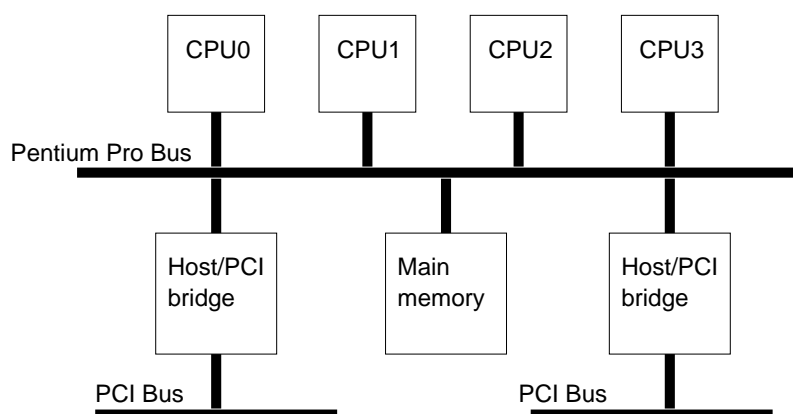 CPU0
CPU1
CPU2
CPU3
Pentium Pro Bus
Host/PCI
bridge
Main
memory
Host/PCI
bridge
PCI Bus
PCI Bus